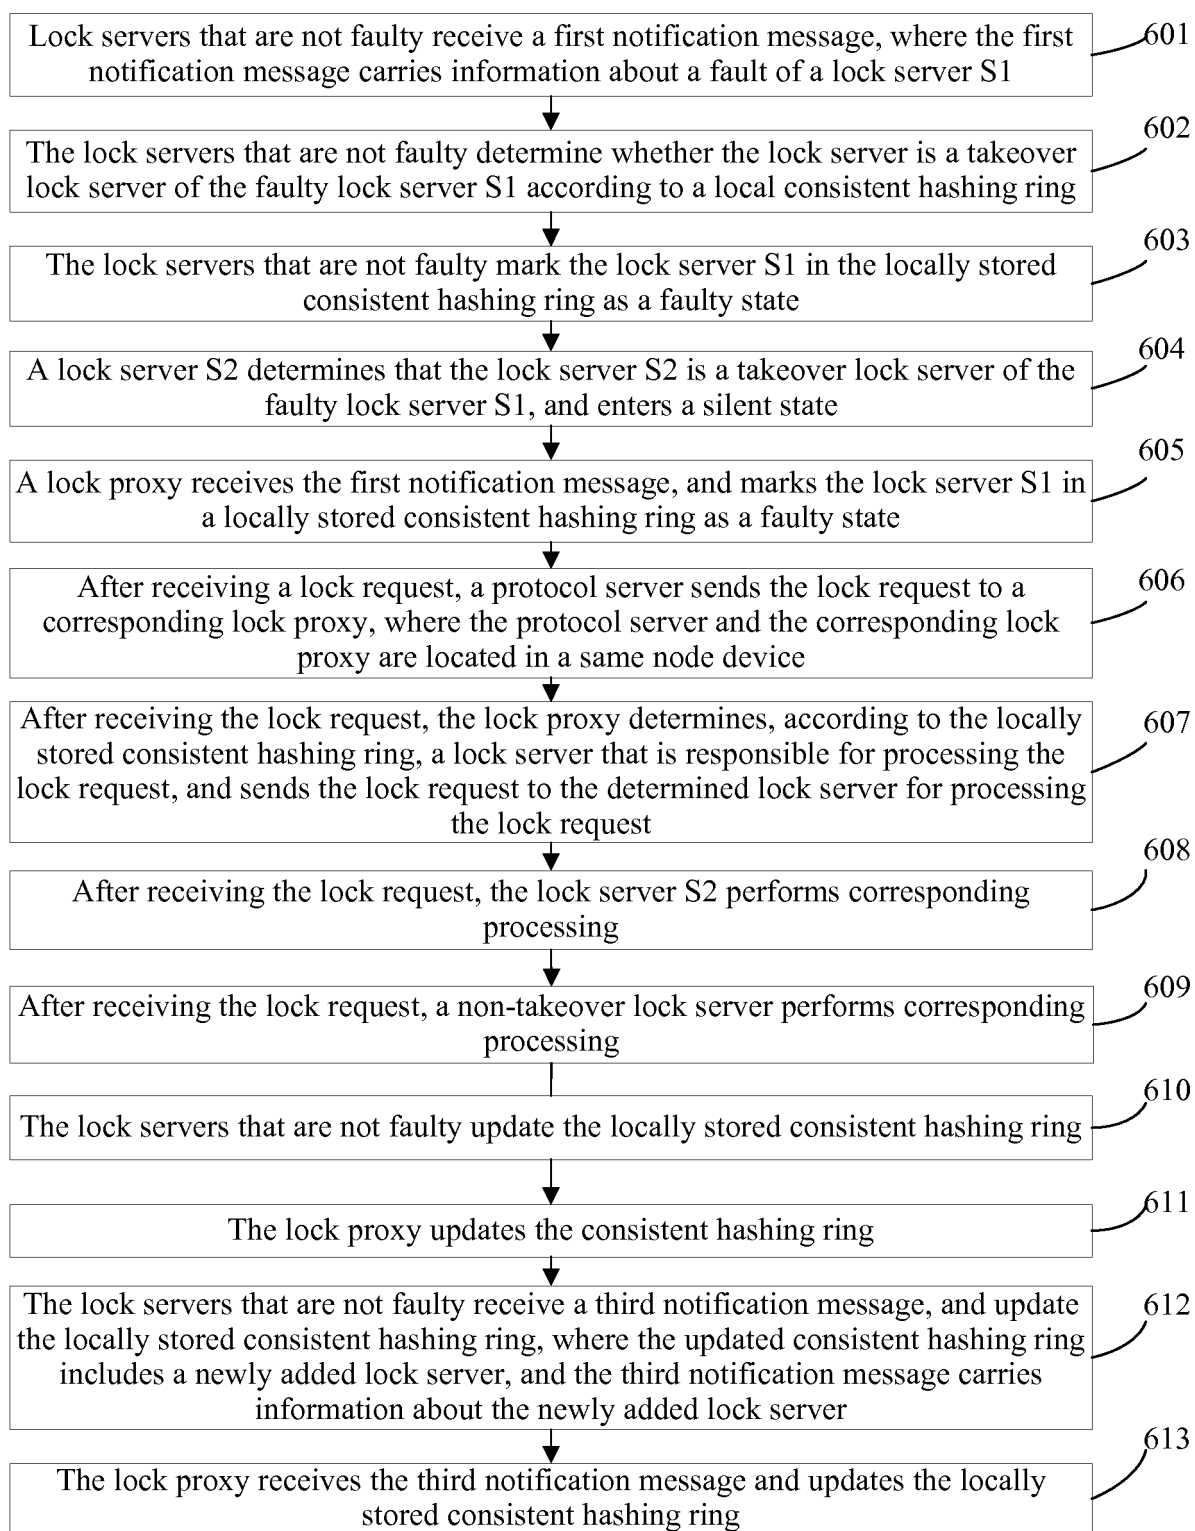 Lock servers that are not faulty receive a first notification message, where the first
notification message carries information about a fault of a lock server S1
601
The lock servers that are not faulty determine whether the lock server is a takeover
lock server of the faulty lock server S1 according to a local consistent hashing ring
602
The lock servers that are not faulty mark the lock server S1 in the locally stored
consistent hashing ring as a faulty state
603
A lock server S2 determines that the lock server S2 is a takeover lock server of the
faulty lock server S1, and enters a silent state
604
A lock proxy receives the first notification message, and marks the lock server S1 in
a locally stored consistent hashing ring as a faulty state
605
After receiving a lock request, a protocol server sends the lock request to a
corresponding lock proxy, where the protocol server and the corresponding lock
proxy are located in a same node device
606
After receiving the lock request, the lock proxy determines, according to the locally
stored consistent hashing ring, a lock server that is responsible for processing the
lock request, and sends the lock request to the determined lock server for processing
the lock request
607
After receiving the lock request, the lock server S2 performs corresponding
processing
608
After receiving the lock request, a non-takeover lock server performs corresponding
processing
609
The lock servers that are not faulty update the locally stored consistent hashing ring
610
The lock proxy updates the consistent hashing ring
611
The lock servers that are not faulty receive a third notification message, and update
the locally stored consistent hashing ring, where the updated consistent hashing ring
includes a newly added lock server, and the third notification message carries
information about the newly added lock server
612
The lock proxy receives the third notification message and updates the locally
stored consistent hashing ring
613